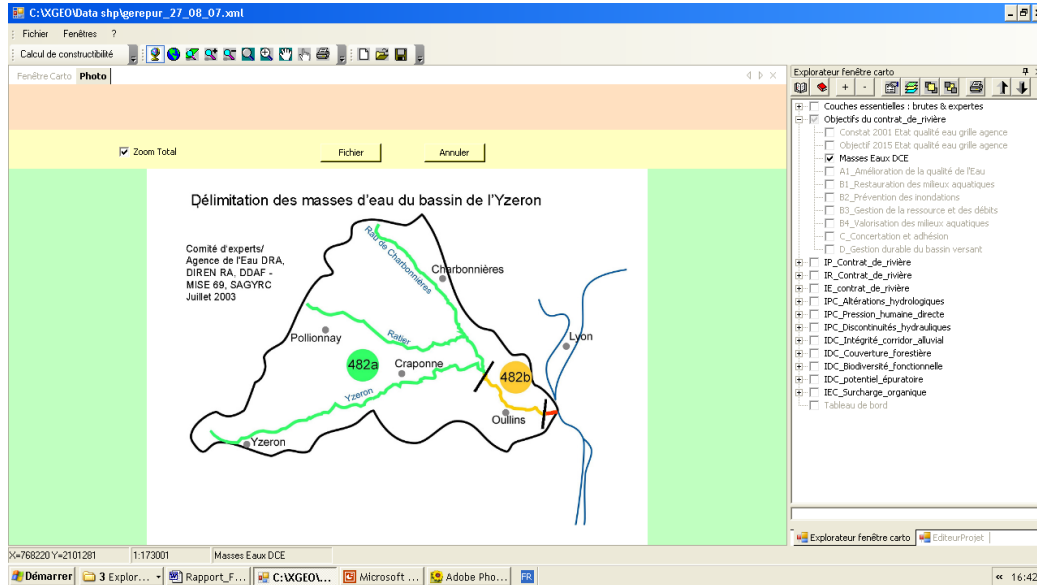 C:\XGEO\Data shp\gerepur_27_08_07.xml
Fichier Fenêtres ?
Calcul de constructibilité
Fenêtre Carto Photo
Zoom Total Fichier Annuler
Délimitation des masses d'eau du bassin de l'Yzeron
Comité d'experts/
Agence de l'Eau DRA,
DIREN RA, DDAF -
MISE 69, SAGYRC
Juillet 2003
Rau de Charbonnières
Charbonnières
Pollionnay
Ratier
Lyon
482a
Craponne
482b
Yzeron
Oullins
Yzeron
Explorateur fenêtre carto
Couches essentielles : brutes & expertes
Objectifs du contrat_de_rivière
Constat 2001 Etat qualité eau grille agence
Objectif 2015 Etat qualité eau grille agence
Masses Eaux DCE
A1_Amélioration de la qualité de l'Eau
B1_Restauration des milieux aquatiques
B2_Prévention des inondations
B3_Gestion de la ressource et des débits
B4_Valorisation des milieux aquatiques
C_Concertation et adhésion
D_Gestion durable du bassin versant
IP_Contrat_de_rivière
IR_Contrat_de_rivière
IE_contrat_de_rivière
IPC_Altérations_hydrologiques
IPC_Pression_humaine_directe
IPC_Discontinuités_hydrauliques
IDC_Intégrité_corridor_alluvial
IDC_Couverture_forestière
IDC_Biodiversité_fonctionnelle
IDC_potentiel_épuratoire
IEC_Surcharge_organique
Tableau de bord
Explorateur fenêtre carto EditeurProjet
X=768220 Y=2101281 1:173001 Masses Eaux DCE
Démarrer 3 Explor... Rapport_F... C:\XGEO\... Microsoft ... Adobe Pho... FR « 16:42